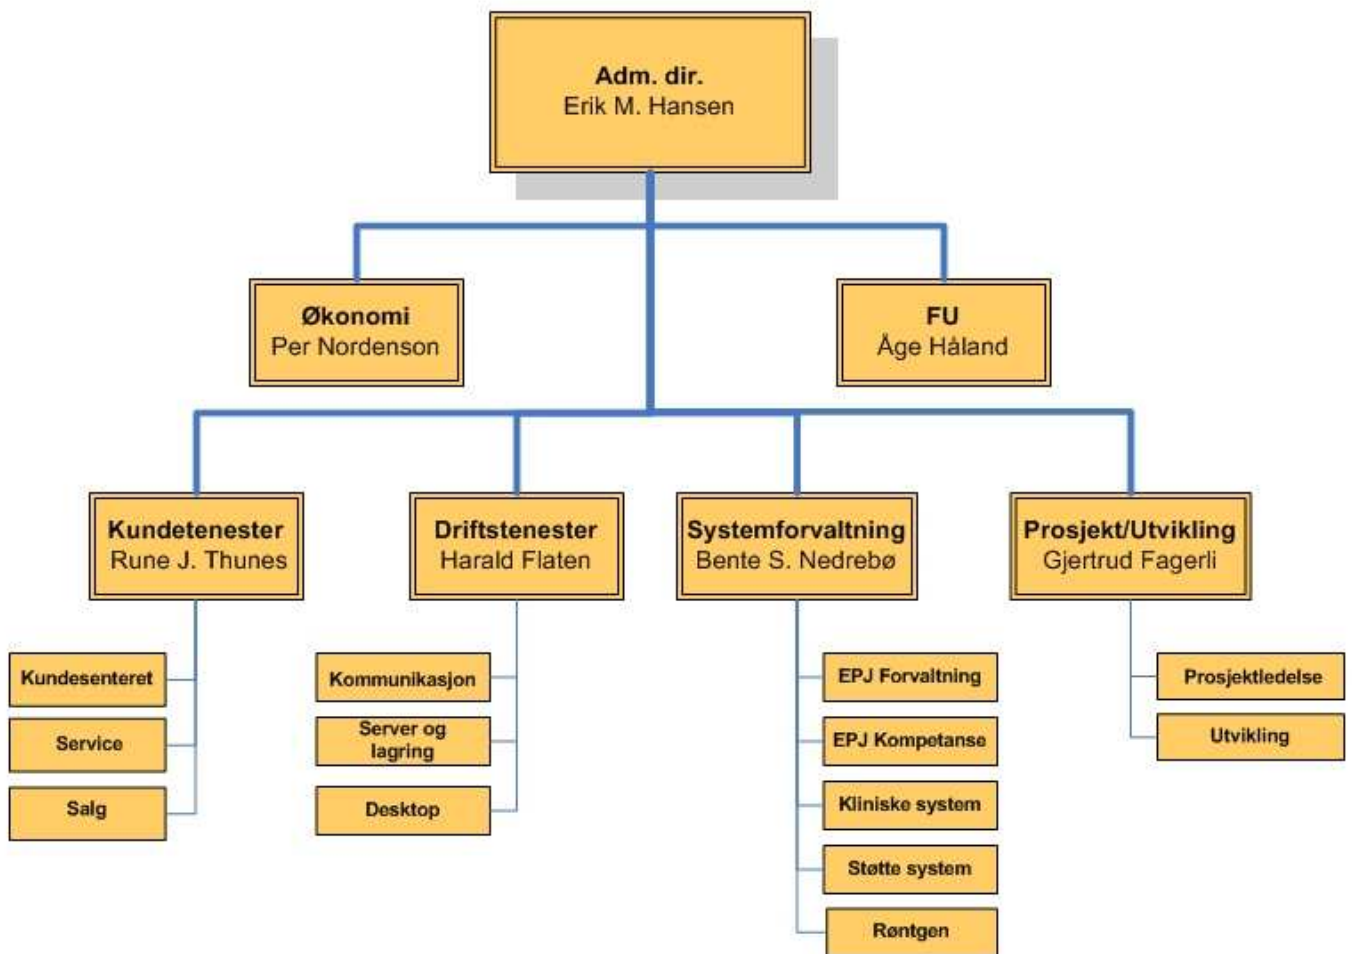 Adm. dir.
Erik M. Hansen
Økonomi
Per Nordenson
FU
Åge Håland
Kundetenester
Rune J. Thunes
Driftstenester
Harald Flaten
Systemforvaltning
Bente S. Nedrebø
Prosjekt/Utvikling
Gjertrud Fagerli
Kundesenteret
Service
Salg
Kommunikasjon
Server og
lagring
Desktop
EPJ Forvaltning
EPJ Kompetanse
Kliniske system
Støtte system
Røntgen
Prosjektledelse
Utvikling